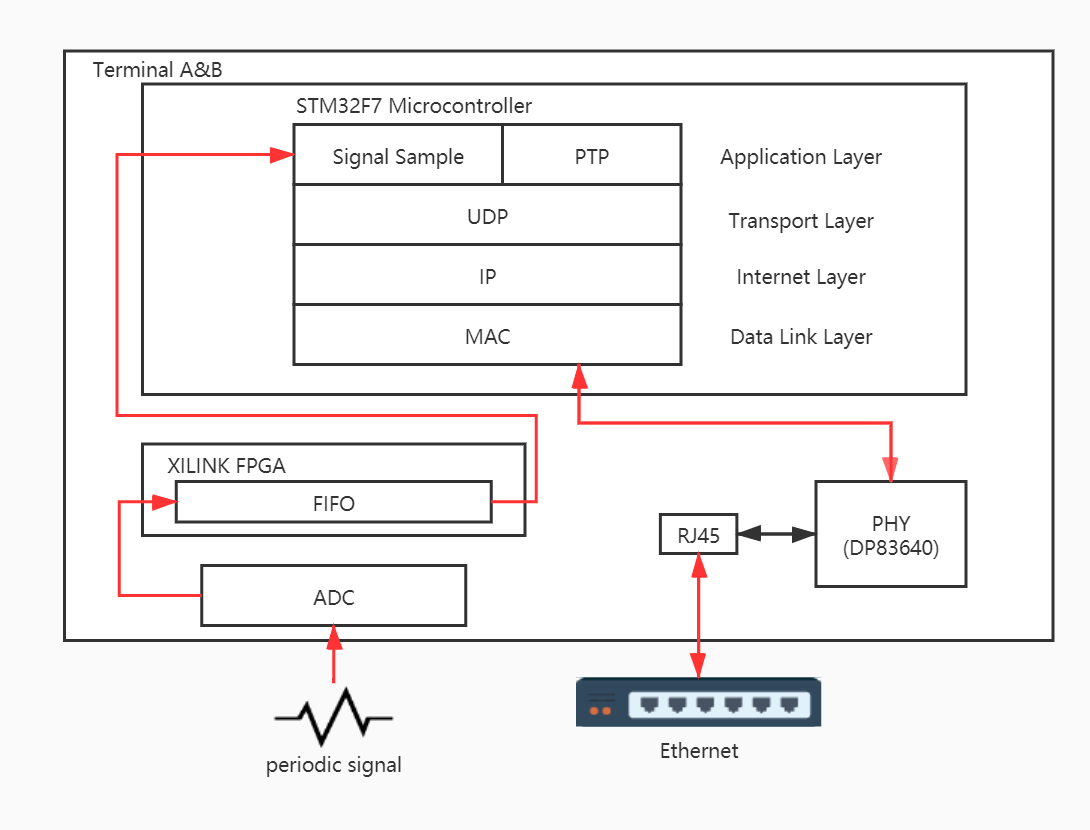 Terminal A&B
STM32F7 Microcontroller
Signal Sample
PTP
Application Layer
UDP
Transport Layer
IP
Internet Layer
MAC
Data Link Layer
XILINK FPGA
FIFO
RJ45
PHY
(DP83640)
ADC
Ethernet
periodic signal